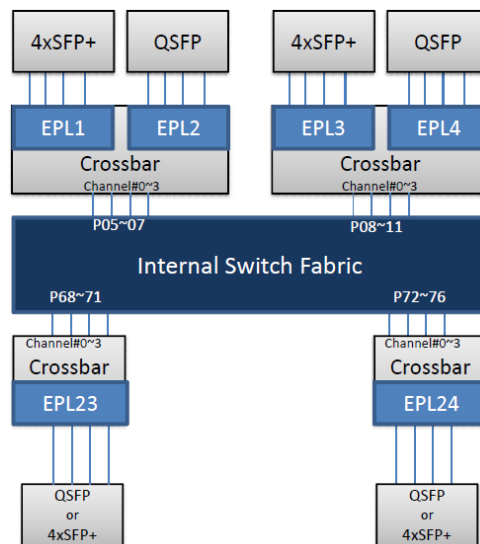 4xSFP+ QSFP 4xSFP+ QSFP
EPL1 EPL2 EPL3 EPL4
Crossbar Crossbar
Channel#0~3 Channel#0~3
P05~07 P08~11
Internal Switch Fabric
P68~71 P72~76
Channel#0~3 Channel#0~3
Crossbar Crossbar
EPL23 EPL24
QSFP QSFP
or or
4xSFP+ 4xSFP+